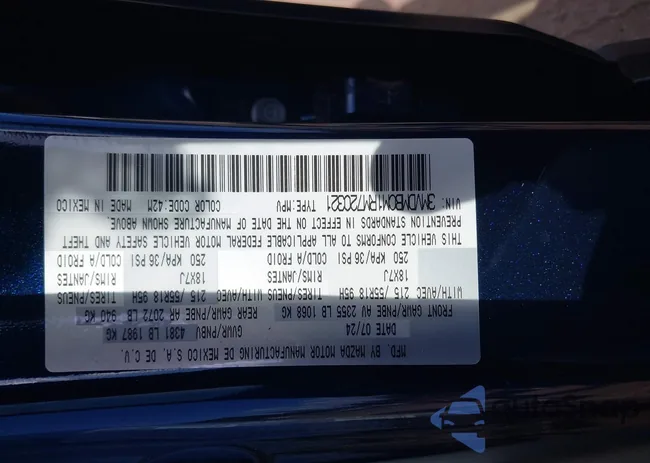 MFD. BY MAZDA MOTOR MANUFACTURING DE MEXICO S.A. DE C.V.
DATE 07/24 GVWR/PNBV 4381 LB 1987 KG
FRONT GAWR/PNBE AV 2355 LB 1068 KG REAR GAWR/PNBE AR 2072 LB 940 KG
WITH/AVEC 215 /55R18 95H TIRES/PNEUS WITH/AVEC 215 /55R18 95H TIRES/PNEUS
18X7J RIMS/JANTES 18X7J RIMS/JANTES
250 KPA/36 PSI COLD/A FROID 250 KPA/36 PSI COLD/A FROID
THIS VEHICLE CONFORMS TO ALL APPLICABLE FEDERAL MOTOR VEHICLE SAFETY AND THEFT
PREVENTION STANDARDS IN EFFECT ON THE DATE OF MANUFACTURE SHOWN ABOVE.
VIN: 3MVDMBCM1RM720321 TYPE:MPV COLOR CODE:42M MADE IN MEXICO